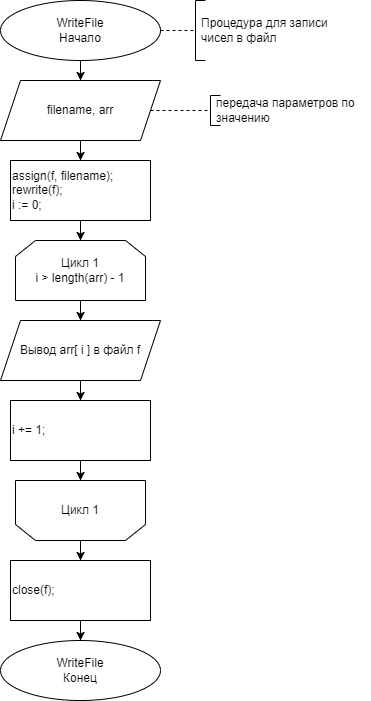 WriteFile
Начало
Процедура для записи
чисел в файл
filename, arr
передача параметров по
значению
assign(f, filename);
rewrite(f);
i := 0;
Цикл 1
i > length(arr) - 1
Вывод arr[ i ] в файл f
i += 1;
Цикл 1
close(f);
WriteFile
Конец